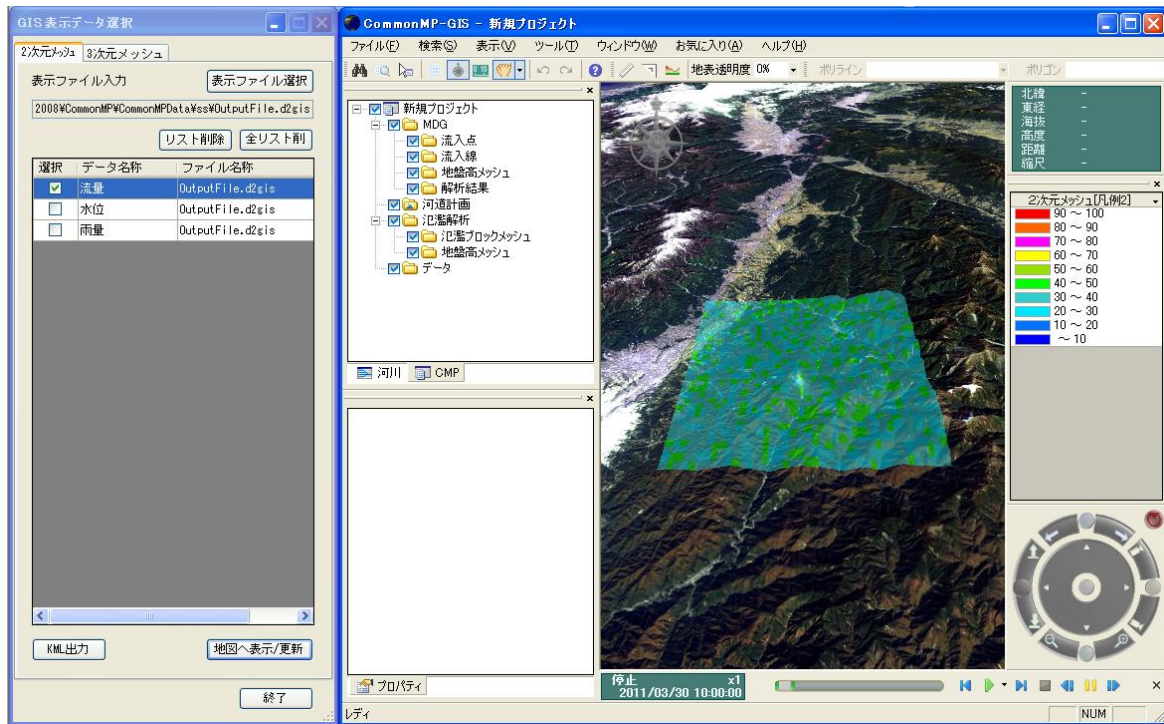 GIS表示データ選択
2次元メッシュ 3次元メッシュ
表示ファイル入力 表示ファイル選択
2008¥CommonMP¥CommonMPData¥ss¥OutputFile.d2gis
リスト削除 全リスト削
選択 データ名称 ファイル名称
流量 OutputFile.d2gis
水位 OutputFile.d2gis
雨量 OutputFile.d2gis
KML出力 地図へ表示/更新
終了
CommonMP-GIS - 新規プロジェクト
ファイル(F) 検索(S) 表示(V) ツール(T) ウィンドウ(W) お気に入り(A) ヘルプ(H)
地表透明度 0% ポリライン ポリゴン
新規プロジェクト
MDG
流入点
流入線
地盤高メッシュ
解析結果
河道計画
氾濫解析
氾濫ブロックメッシュ
地盤高メッシュ
データ
河川 CMP
プロパティ
北緯 -
東経 -
海抜 -
高度 -
距離 -
縮尺 -
2次元メッシュ[凡例2]
90 ～ 100
80 ～ 90
70 ～ 80
60 ～ 70
50 ～ 60
40 ～ 50
30 ～ 40
20 ～ 30
10 ～ 20
～ 10
停止 x1
2011/03/30 10:00:00
レディ
NUM